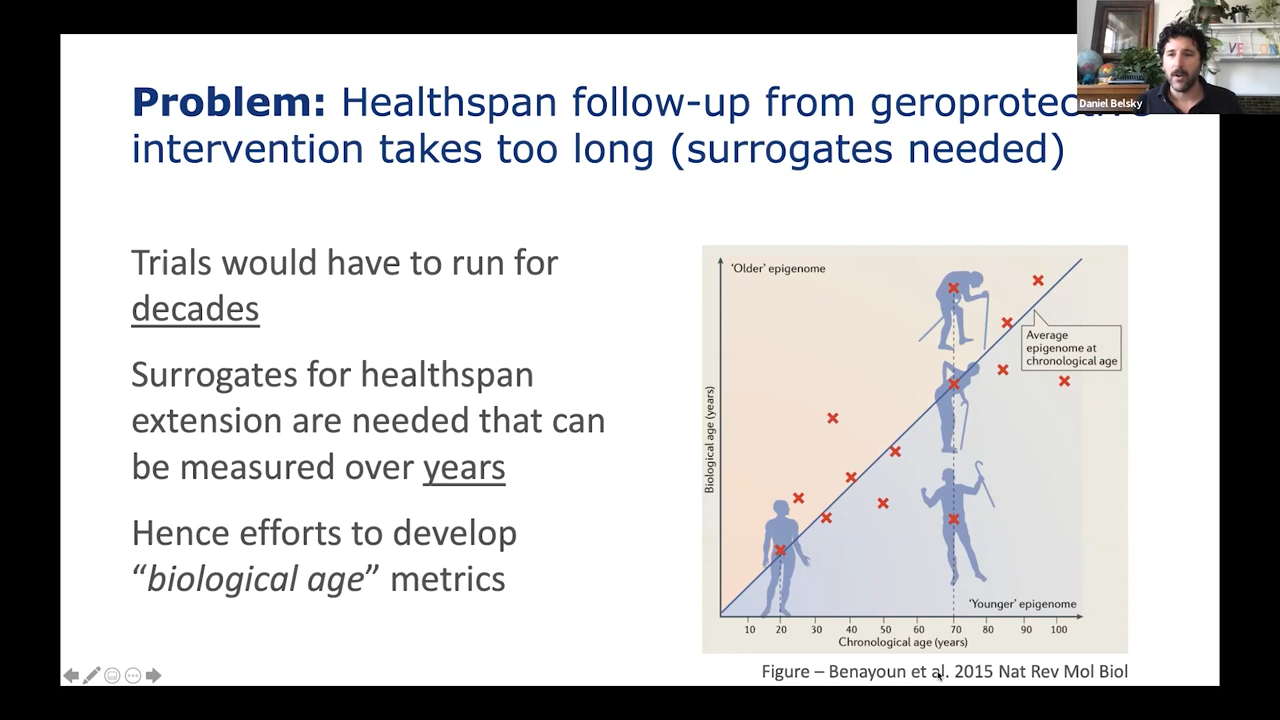 Problem: Healthspan follow-up from geroprotective
intervention takes too long (surrogates needed)
Daniel Belsky
Trials would have to run for
decades
Surrogates for healthspan
extension are needed that can
be measured over years
Hence efforts to develop
“biological age” metrics
‘Older’ epigenome
Average
epigenome at
chronological age
Biological age (years)
‘Younger’ epigenome
10 20 30 40 50 60 70 80 90 100
Chronological age (years)
Figure – Benayoun et al. 2015 Nat Rev Mol Biol